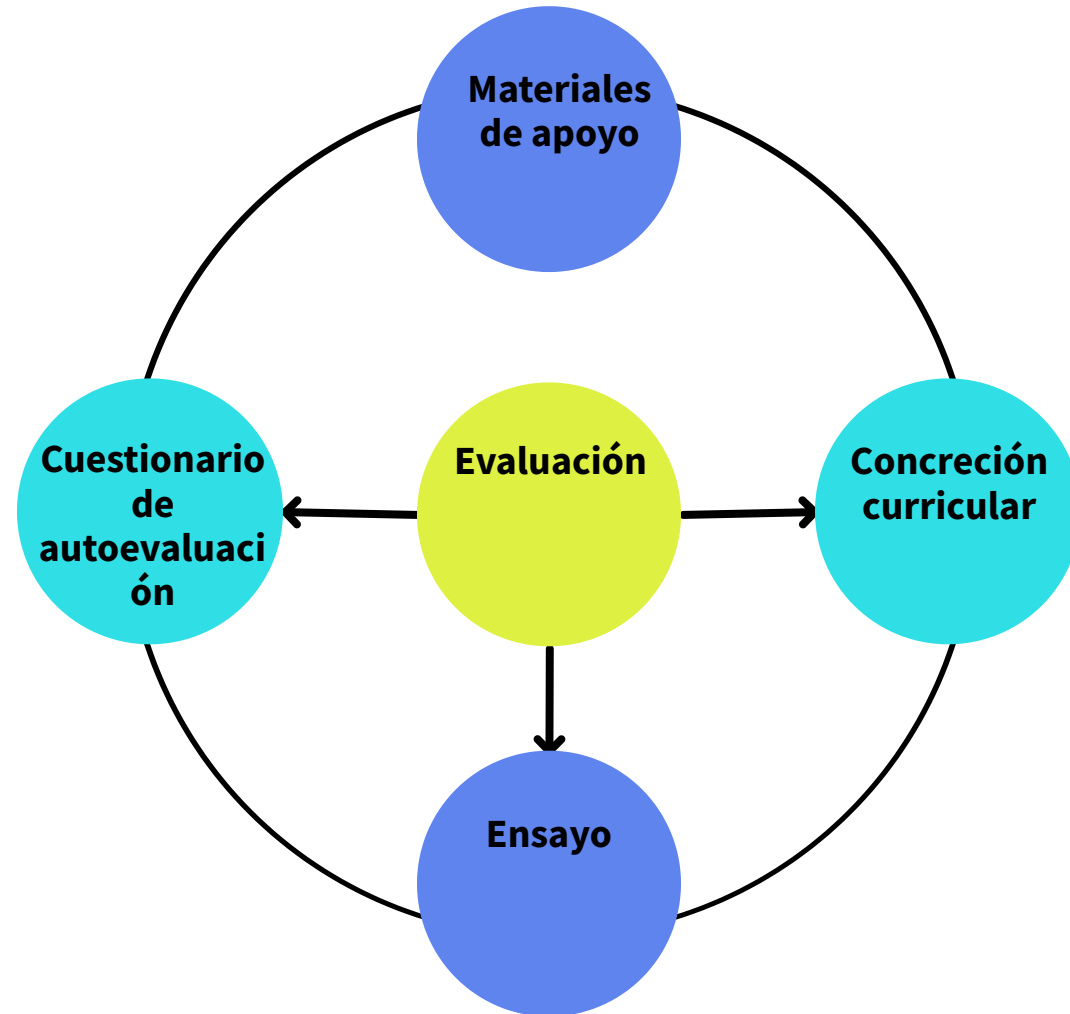 Materiales
de apoyo
Cuestionario
de
autoevaluaci
ón
Evaluación
Concreción
curricular
Ensayo